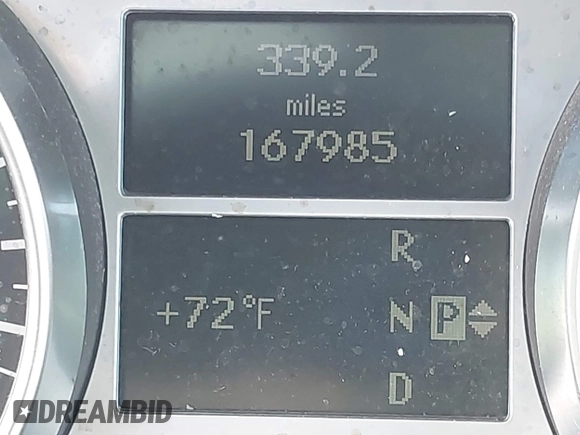 339.2
miles
167985
R
+72°F N P
D
DREAMBID